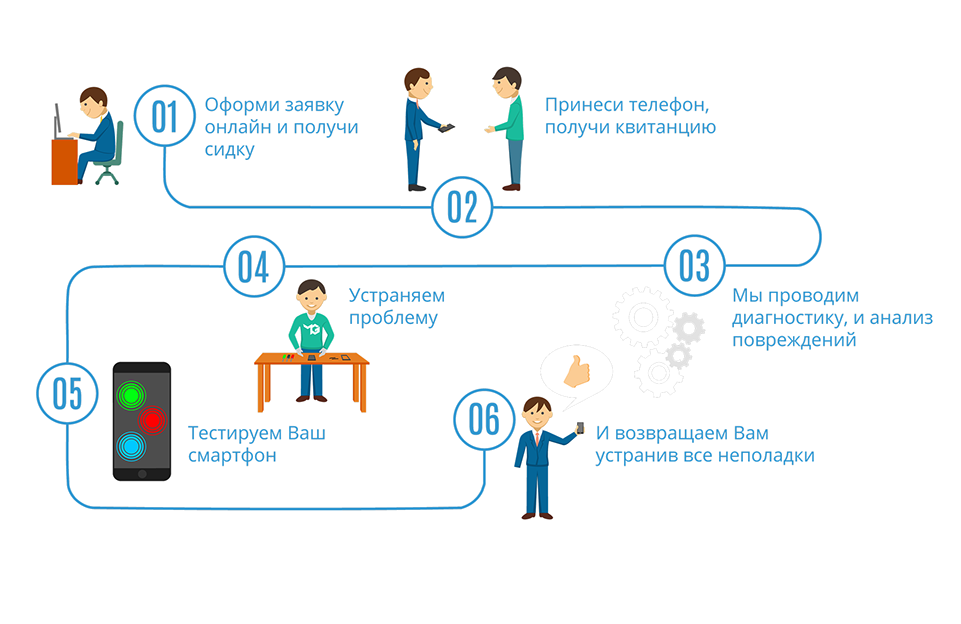 01
Оформи заявку
онлайн и получи
сидку
02
Принеси телефон,
получи квитанцию
03
Мы проводим
диагностику, и анализ
повреждений
04
Устраняем
проблему
05
Тестируем Ваш
смартфон
06
И возвращаем Вам
устранив все неполадки